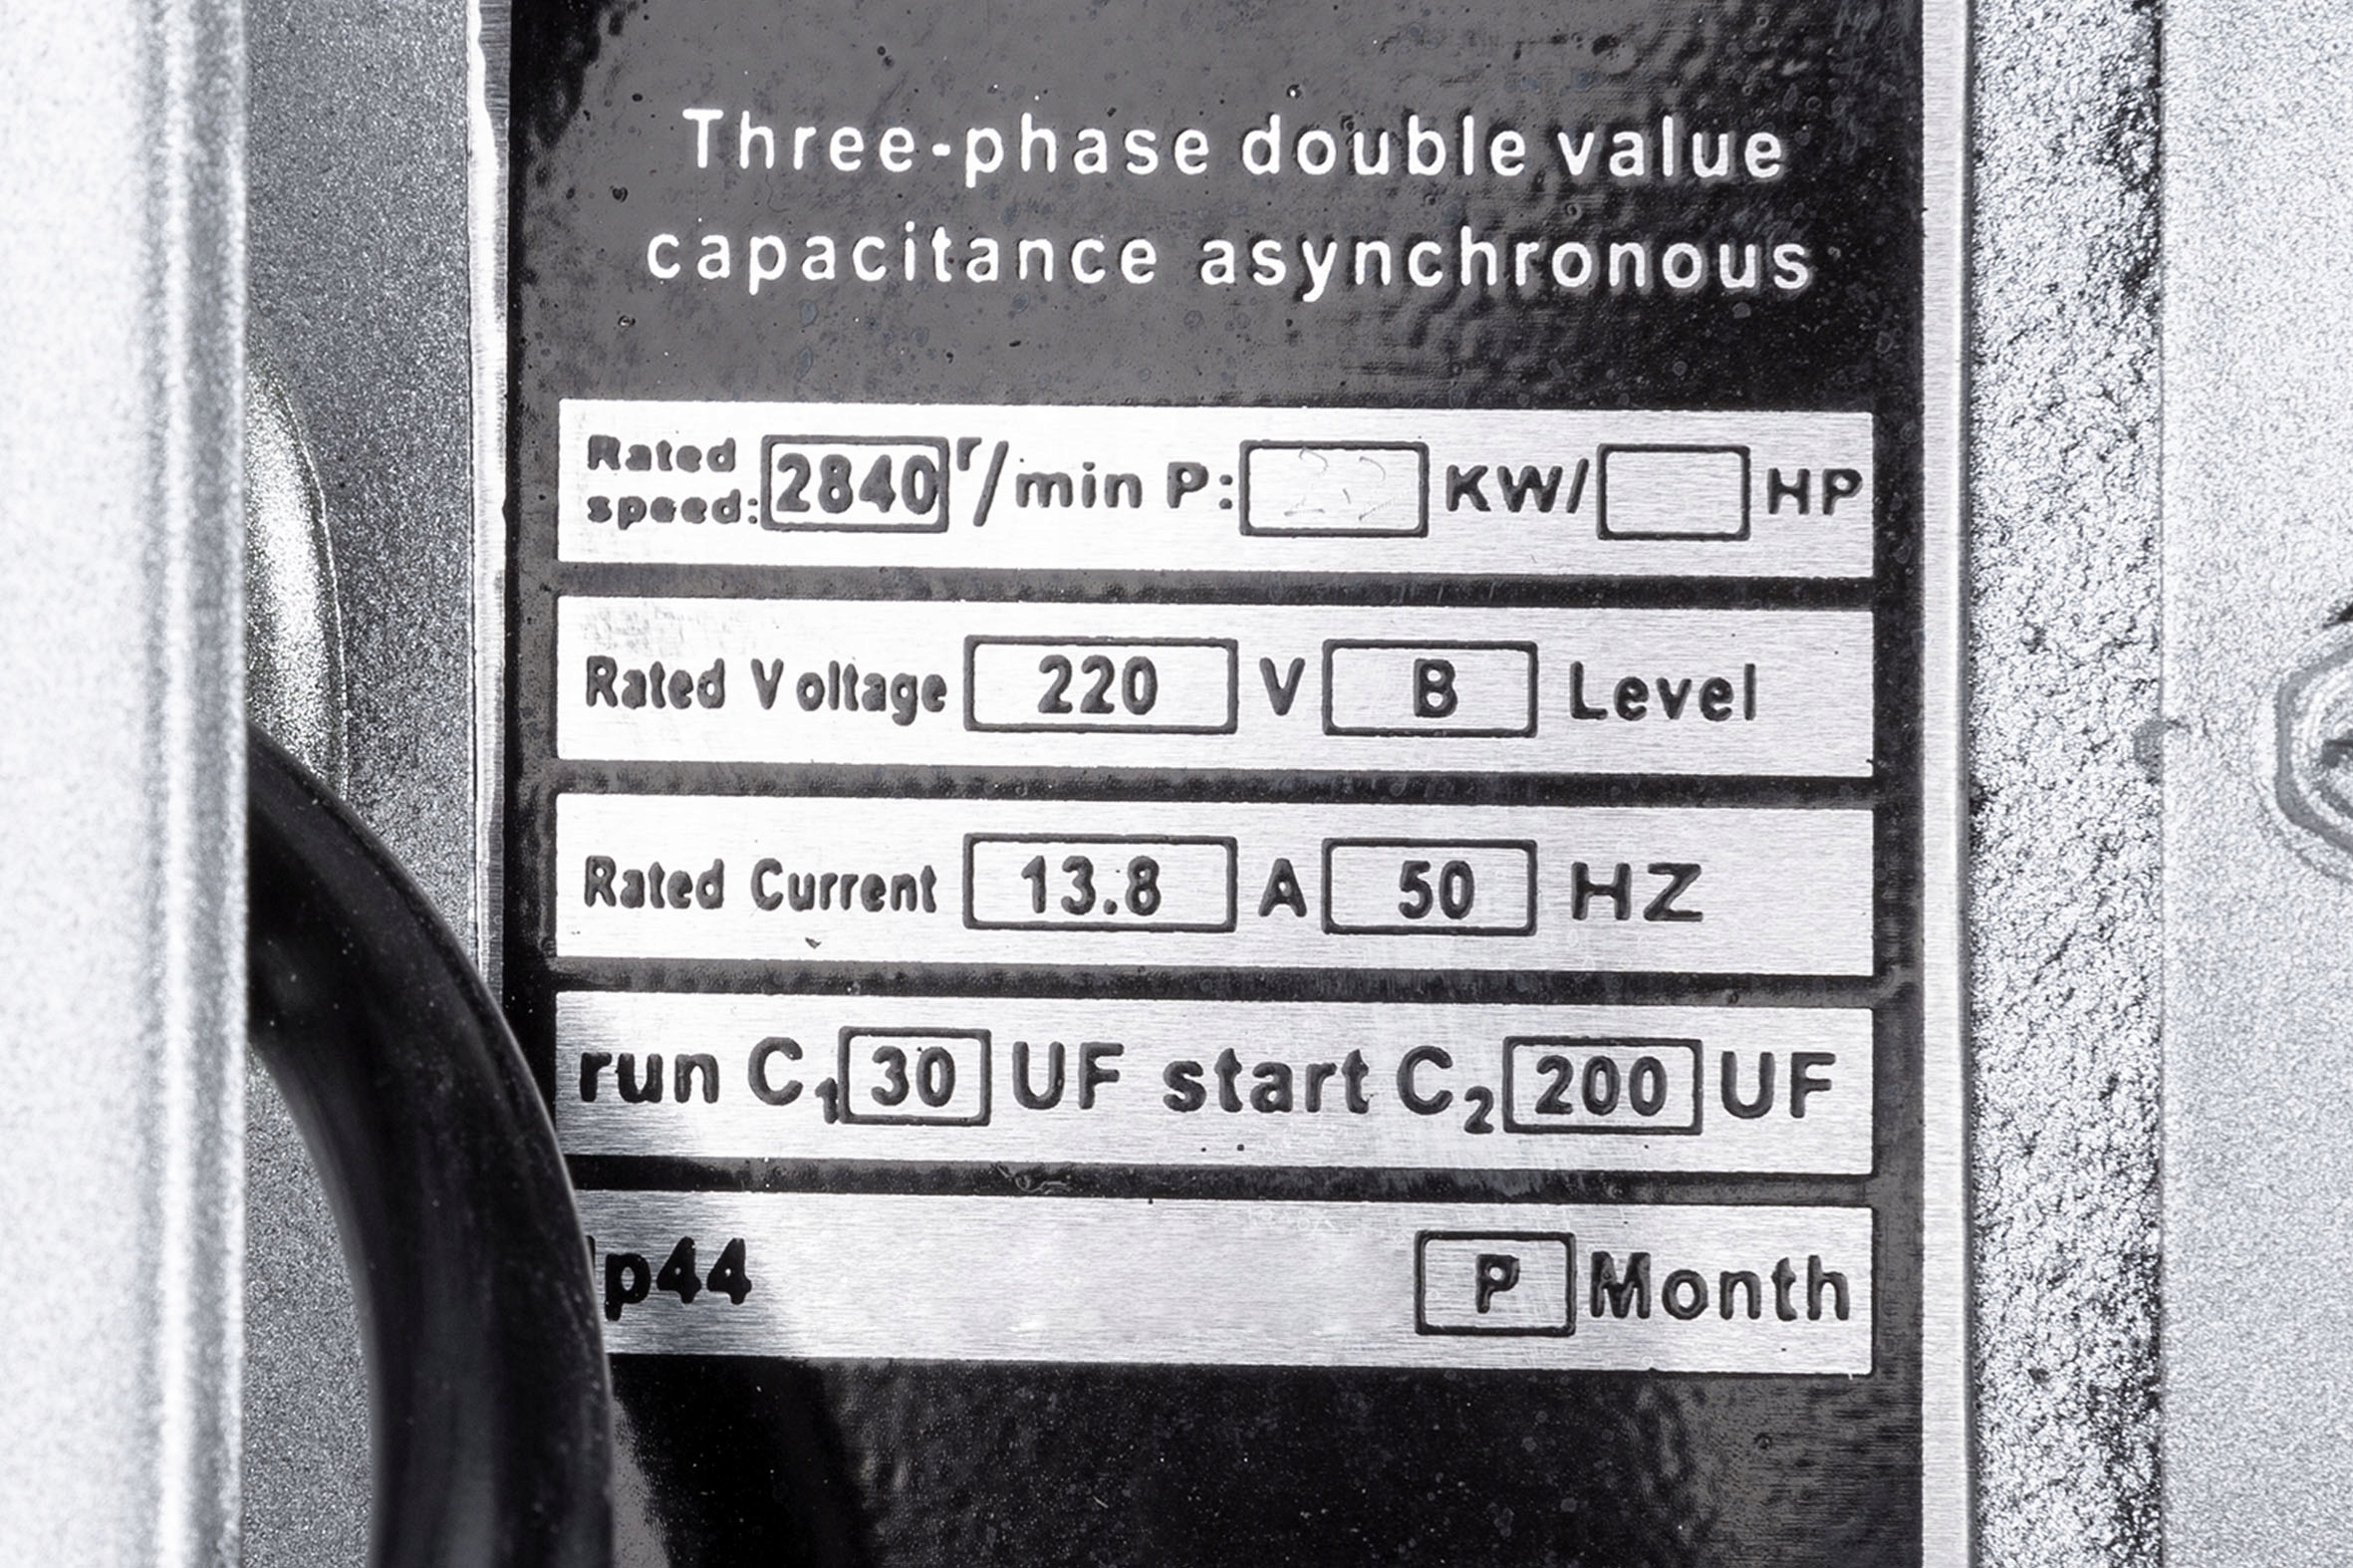 Three-phase double value
capacitance asynchronous
Rated speed: 2840 r/min P: KW/ HP
Rated Voltage 220 V B Level
Rated Current 13.8 A 50 HZ
run C₁ 30 UF start C₂ 200 UF
Ip44 P Month